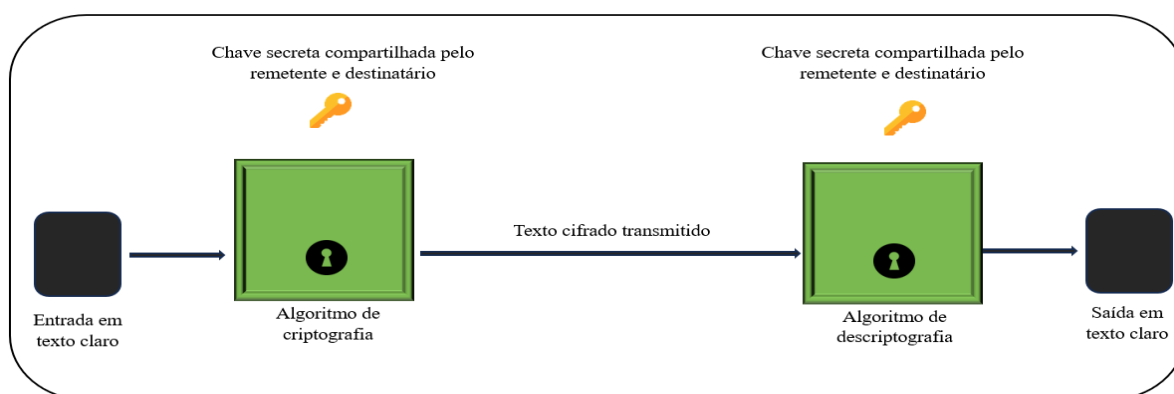 Chave secreta compartilhada pelo
remetente e destinatário
Chave secreta compartilhada pelo
remetente e destinatário
Texto cifrado transmitido
Entrada em
texto claro
Algoritmo de
criptografia
Algoritmo de
descriptografia
Saída em
texto claro